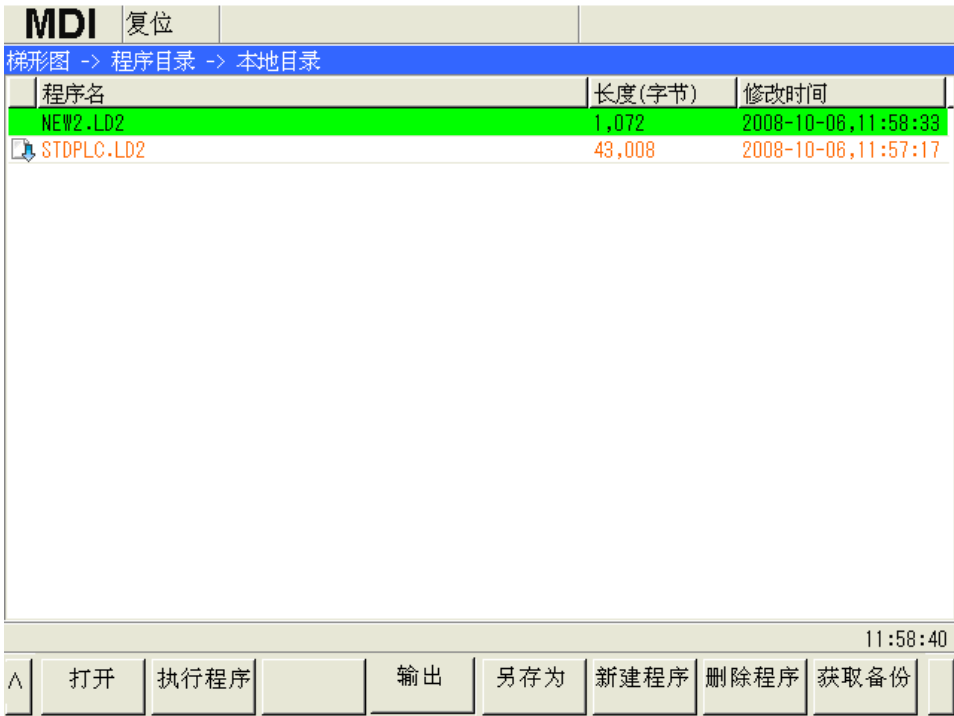 MDI 复位
梯形图 -> 程序目录 -> 本地目录
程序名 长度(字节) 修改时间
NEW2.LD2 1,072 2008-10-06,11:58:33
STDPLC.LD2 43,008 2008-10-06,11:57:17
11:58:40
∧ 打开 执行程序 输出 另存为 新建程序 删除程序 获取备份